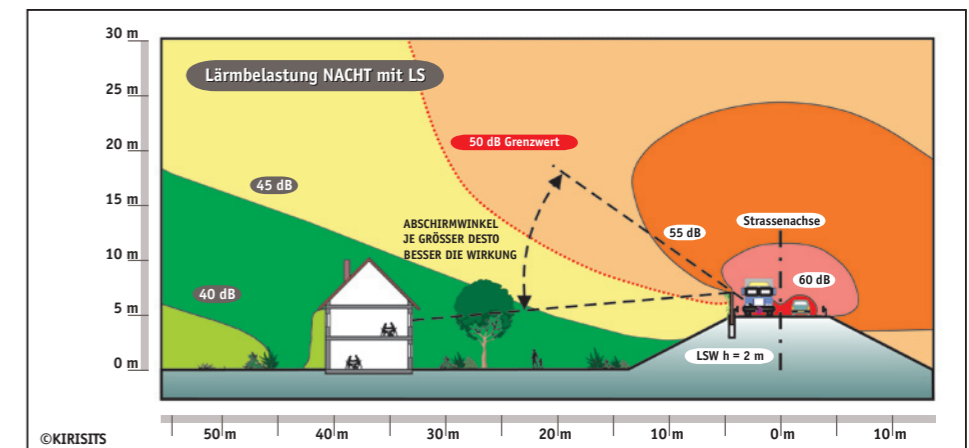 30 m
25 m
20 m
15 m
10 m
5 m
0 m
Lärmbelastung NACHT mit LS
50 dB Grenzwert
45 dB
40 dB
ABSCHIRMWINKEL
JE GRÖSSER DESTO
BESSER DIE WIRKUNG
55 dB
Strassenachse
60 dB
LSW h = 2 m
50 m
40 m
30 m
20 m
10 m
0 m
10 m
©KIRISITS